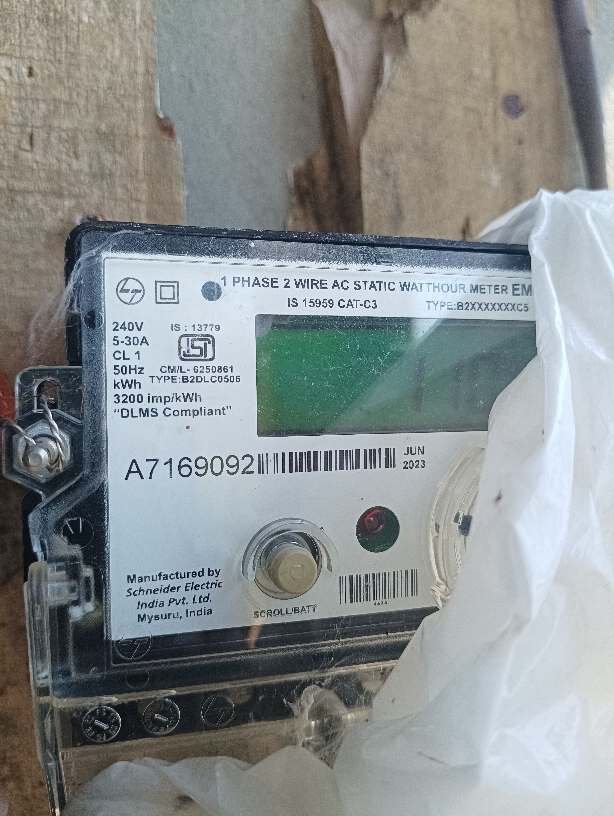 1 PHASE 2 WIRE AC STATIC WATTHOUR METER EM
IS 15959 CAT-C3 TYPE:B2XXXXXXXC5
240V
5-30A
CL 1
50Hz
kWh
3200 imp/kWh
"DLMS Compliant"
IS : 13779
ISI
CM/L- 6250861
TYPE:B2DLC0506
A7169092
JUN
2023
Manufactured by
Schneider Electric
India Pvt. Ltd.
Mysuru, India
SCROLL/BATT